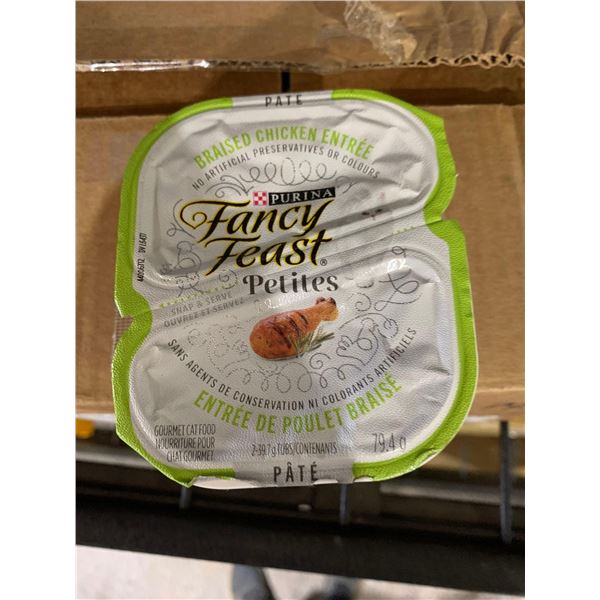 PATE
BRAISED CHICKEN ENTRÉE
NO ARTIFICIAL PRESERVATIVES OR COLOURS
PURINA
Fancy
Feast®
Petites
SNAP & SERVE
OUVREZ ET SERVEZ
SANS AGENTS DE CONSERVATION NI COLORANTS ARTIFICIELS
ENTRÉE DE POULET BRAISÉ
GOURMET CAT FOOD
NOURRITURE POUR
CHAT GOURMET
2-39.7 g TUBS/CONTENANTS
79.4 g
PÂTÉ